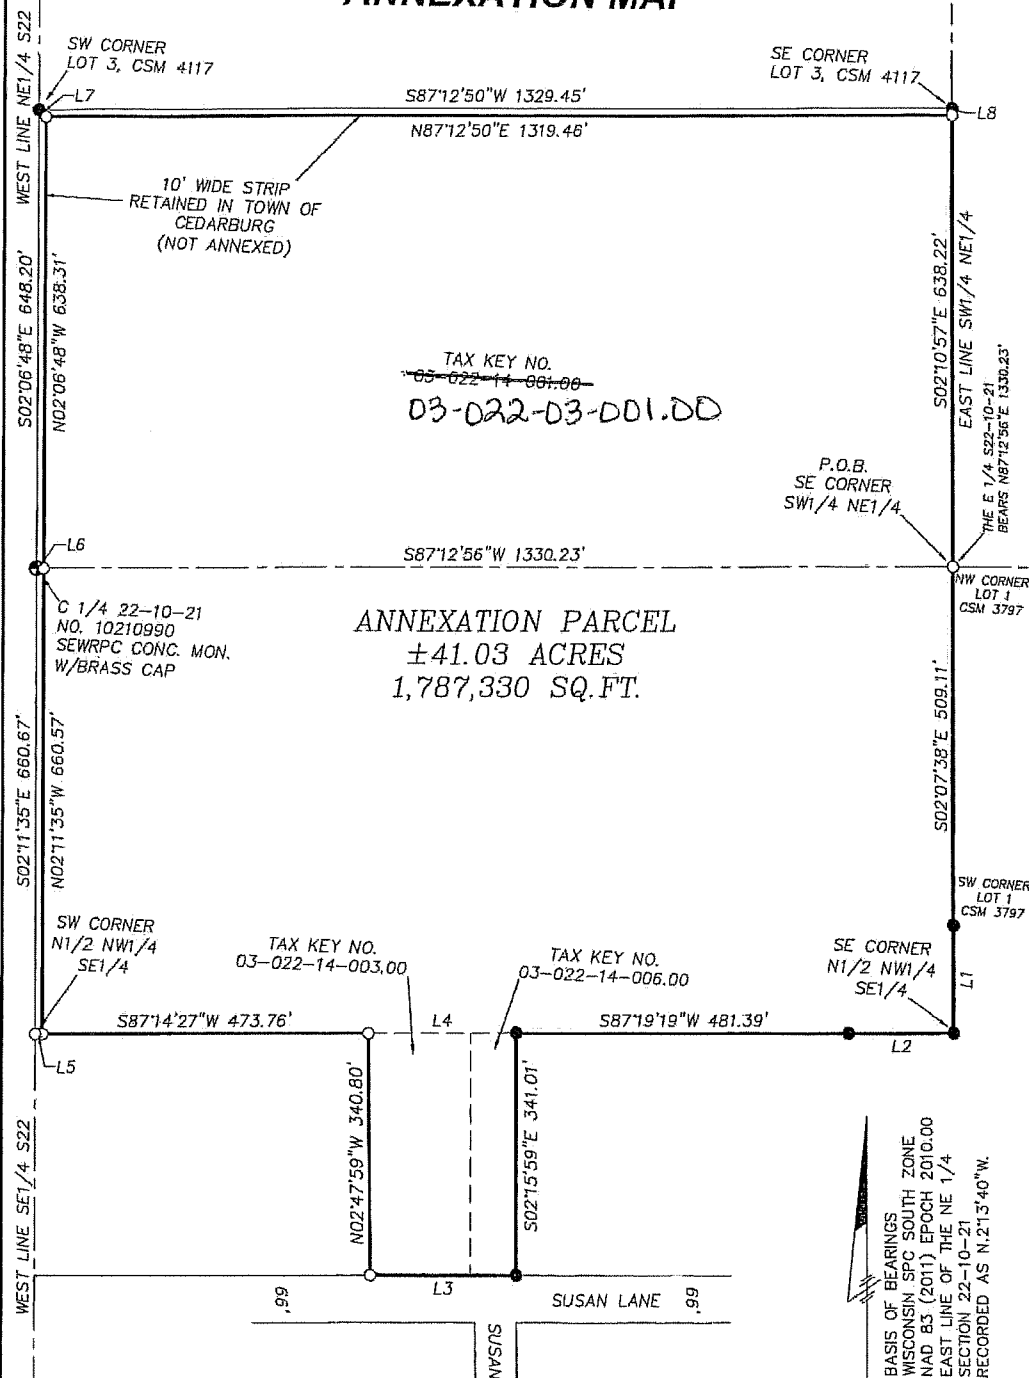 ANNEXATION MAP
WEST LINE NE1/4 S22
SW CORNER
LOT 3, CSM 4117
L7
SE CORNER
LOT 3, CSM 4117
L8
S87°12'50"W 1329.45'
N87°12'50"E 1319.46'
10' WIDE STRIP
RETAINED IN TOWN OF
CEDARBURG
(NOT ANNEXED)
S02°06'48"E 648.20'
N02°06'48"W 638.31'
S02°10'57"E 638.22'
EAST LINE SW1/4 NE1/4
THE E 1/4 S22-10-21
BEARS N87°12'56"E 1330.23'
TAX KEY NO.
03-022-14-001.00
03-022-03-001.00
P.O.B.
SE CORNER
SW1/4 NE1/4
L6
S87°12'56"W 1330.23'
NW CORNER
LOT 1
CSM 3797
C 1/4 22-10-21
NO. 10210990
SEWRPC CONC. MON.
W/BRASS CAP
ANNEXATION PARCEL
±41.03 ACRES
1,787,330 SQ.FT.
S02°11'35"E 660.67'
N02°11'35"W 660.57'
S02°07'38"E 509.11'
SW CORNER
LOT 1
CSM 3797
SW CORNER
N1/2 NW1/4
SE1/4
TAX KEY NO.
03-022-14-003.00
TAX KEY NO.
03-022-14-006.00
SE CORNER
N1/2 NW1/4
SE1/4
L1
S87°14'27"W 473.76'
L4
S87°19'19"W 481.39'
L2
L5
N02°47'59"W 340.80'
S02°15'59"E 341.01'
WEST LINE SE1/4 S22
L3
66'
SUSAN LANE
66'
SUSAN
BASIS OF BEARINGS
WISCONSIN SPC SOUTH ZONE
NAD 83 (2011) EPOCH 2010.00
EAST LINE OF THE NE 1/4
SECTION 22-10-21
RECORDED AS N.2°13'40"W.